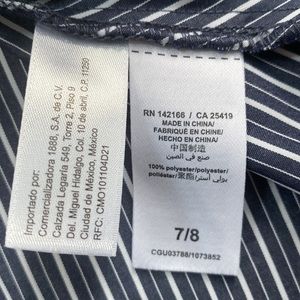 Importado por:
Comercializadora 1888, S.A. de C.V.
Calzada Legaria 549, Torre 2, Piso 9
Del. Miguel Hidalgo, Col. 10 de abril, C.P. 11250
Ciudad de México, México
RFC: CMO101104D21
RN 142166 / CA 25419
MADE IN CHINA/
FABRIQUÉ EN CHINE/
HECHO EN CHINA/
中国制造
صنع في الصين
100% polyester/polyester/
poliéster/聚酯/بولي إستر
7/8
CGU03788/1073852